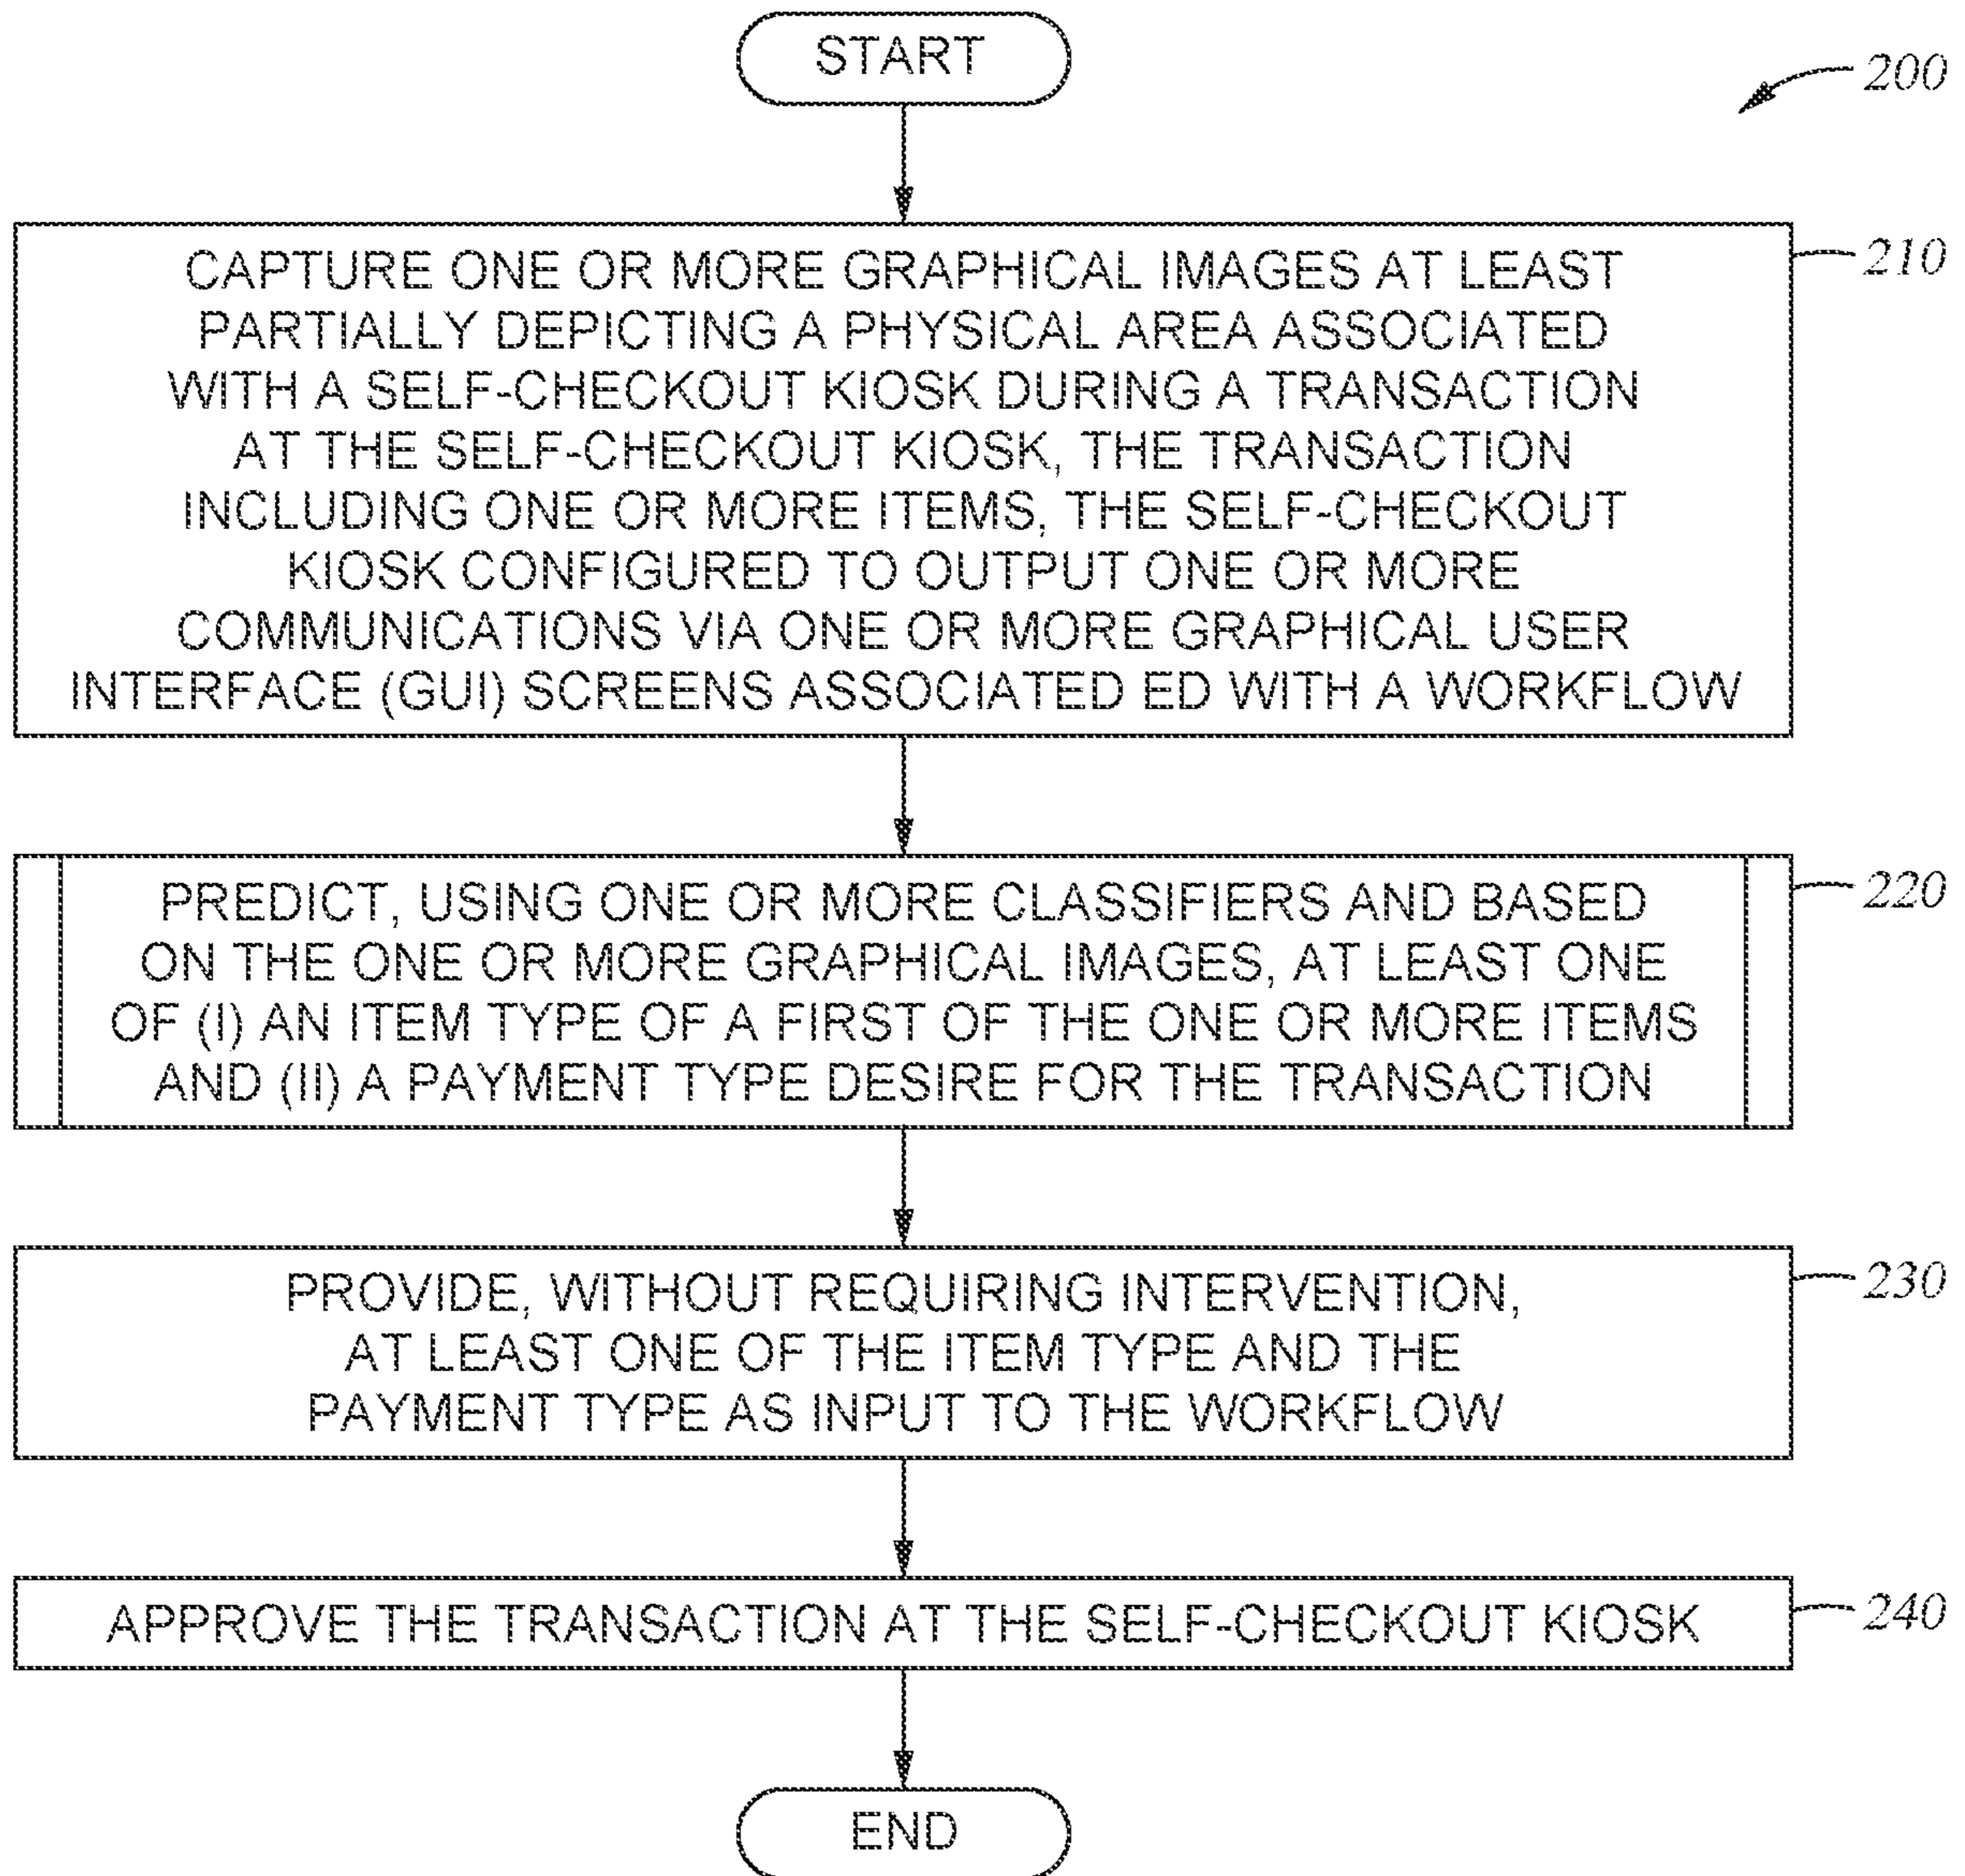 START
200
CAPTURE ONE OR MORE GRAPHICAL IMAGES AT LEAST
PARTIALLY DEPICTING A PHYSICAL AREA ASSOCIATED
WITH A SELF-CHECKOUT KIOSK DURING A TRANSACTION
AT THE SELF-CHECKOUT KIOSK, THE TRANSACTION
INCLUDING ONE OR MORE ITEMS, THE SELF-CHECKOUT
KIOSK CONFIGURED TO OUTPUT ONE OR MORE
COMMUNICATIONS VIA ONE OR MORE GRAPHICAL USER
INTERFACE (GUI) SCREENS ASSOCIATED ED WITH A WORKFLOW
210
PREDICT, USING ONE OR MORE CLASSIFIERS AND BASED
ON THE ONE OR MORE GRAPHICAL IMAGES, AT LEAST ONE
OF (I) AN ITEM TYPE OF A FIRST OF THE ONE OR MORE ITEMS
AND (II) A PAYMENT TYPE DESIRE FOR THE TRANSACTION
220
PROVIDE, WITHOUT REQUIRING INTERVENTION,
AT LEAST ONE OF THE ITEM TYPE AND THE
PAYMENT TYPE AS INPUT TO THE WORKFLOW
230
APPROVE THE TRANSACTION AT THE SELF-CHECKOUT KIOSK
240
END